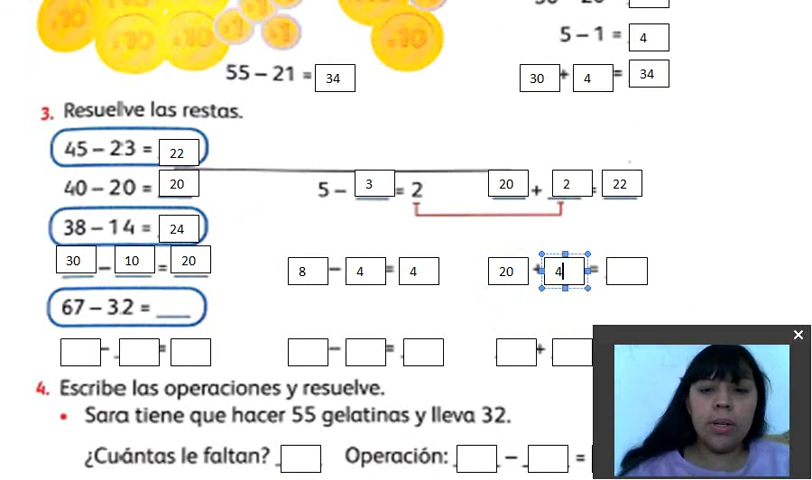 5 – 1 = 4
55 – 21 = 34
30 + 4 = 34
3. Resuelve las restas.
45 – 23 = 22
40 – 20 = 20 5 – 3 = 2 20 + 2 = 22
38 – 14 = 24
30 – 10 = 20 8 – 4 = 4 20 + 4 =
67 – 32 = ___
– = – = +
4. Escribe las operaciones y resuelve.
• Sara tiene que hacer 55 gelatinas y lleva 32.
¿Cuántas le faltan? Operación: – =